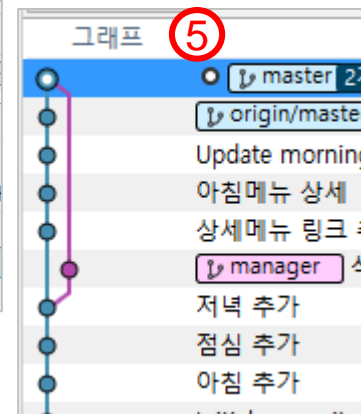 그래프
⑤
master 2
origin/maste
Update morning
아침메뉴 상세
상세메뉴 링크
manager
저녁 추가
점심 추가
아침 추가